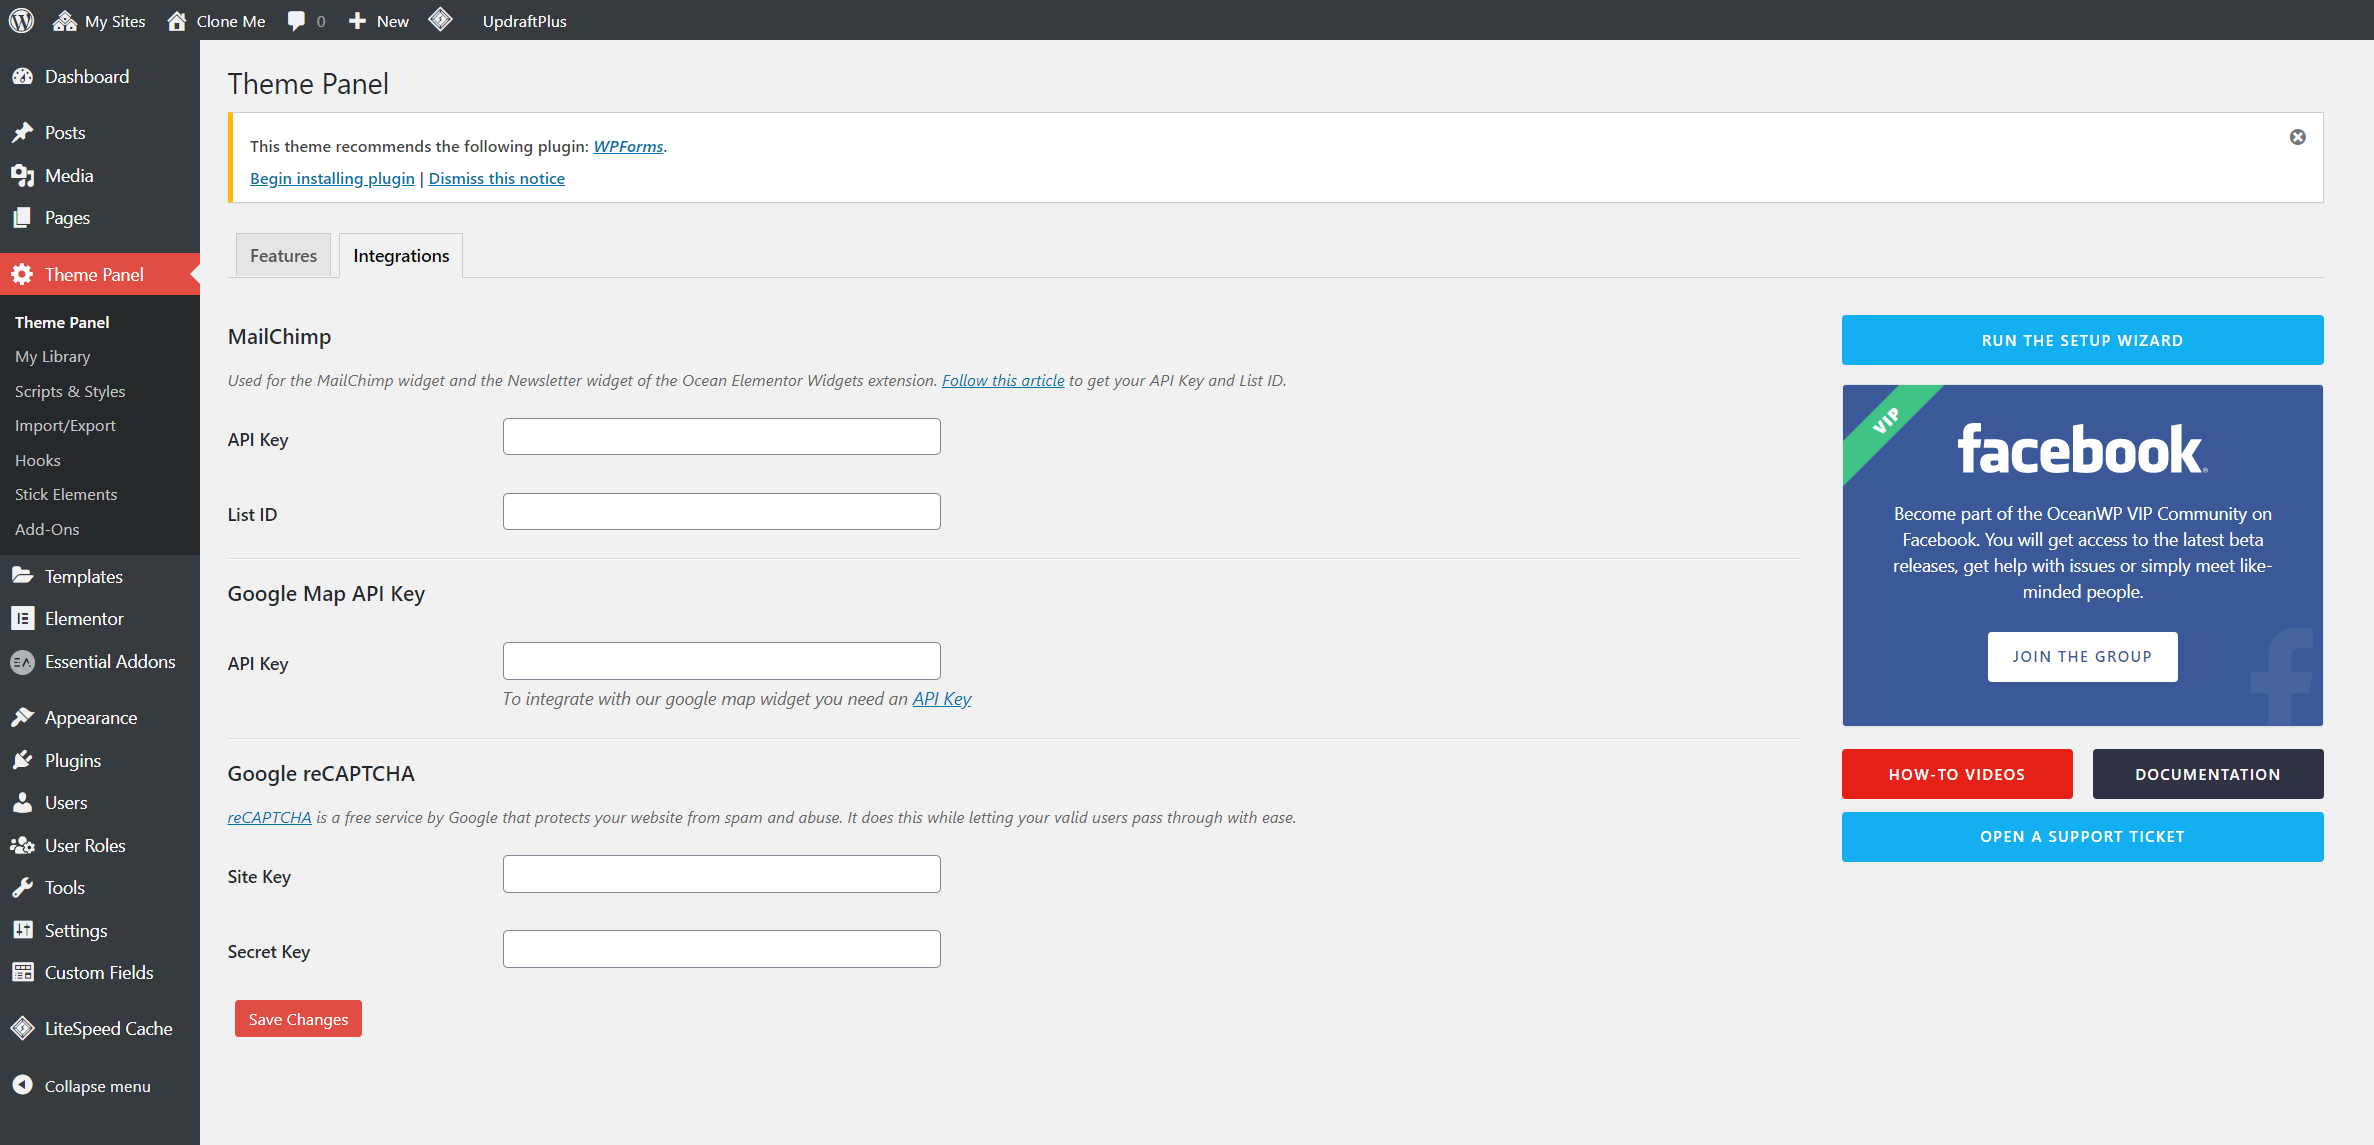 My Sites
Clone Me
0
New
UpdraftPlus
Dashboard
Posts
Media
Pages
Theme Panel
Theme Panel
My Library
Scripts & Styles
Import/Export
Hooks
Stick Elements
Add-Ons
Templates
Elementor
Essential Addons
Appearance
Plugins
Users
User Roles
Tools
Settings
Custom Fields
LiteSpeed Cache
Collapse menu
Theme Panel
This theme recommends the following plugin: WPForms.
Begin installing plugin | Dismiss this notice
Features
Integrations
MailChimp
Used for the MailChimp widget and the Newsletter widget of the Ocean Elementor Widgets extension. Follow this article to get your API Key and List ID.
API Key
List ID
Google Map API Key
API Key
To integrate with our google map widget you need an API Key
Google reCAPTCHA
reCAPTCHA is a free service by Google that protects your website from spam and abuse. It does this while letting your valid users pass through with ease.
Site Key
Secret Key
Save Changes
RUN THE SETUP WIZARD
VIP
facebook
Become part of the OceanWP VIP Community on
Facebook. You will get access to the latest beta
releases, get help with issues or simply meet like-
minded people.
JOIN THE GROUP
HOW-TO VIDEOS
DOCUMENTATION
OPEN A SUPPORT TICKET